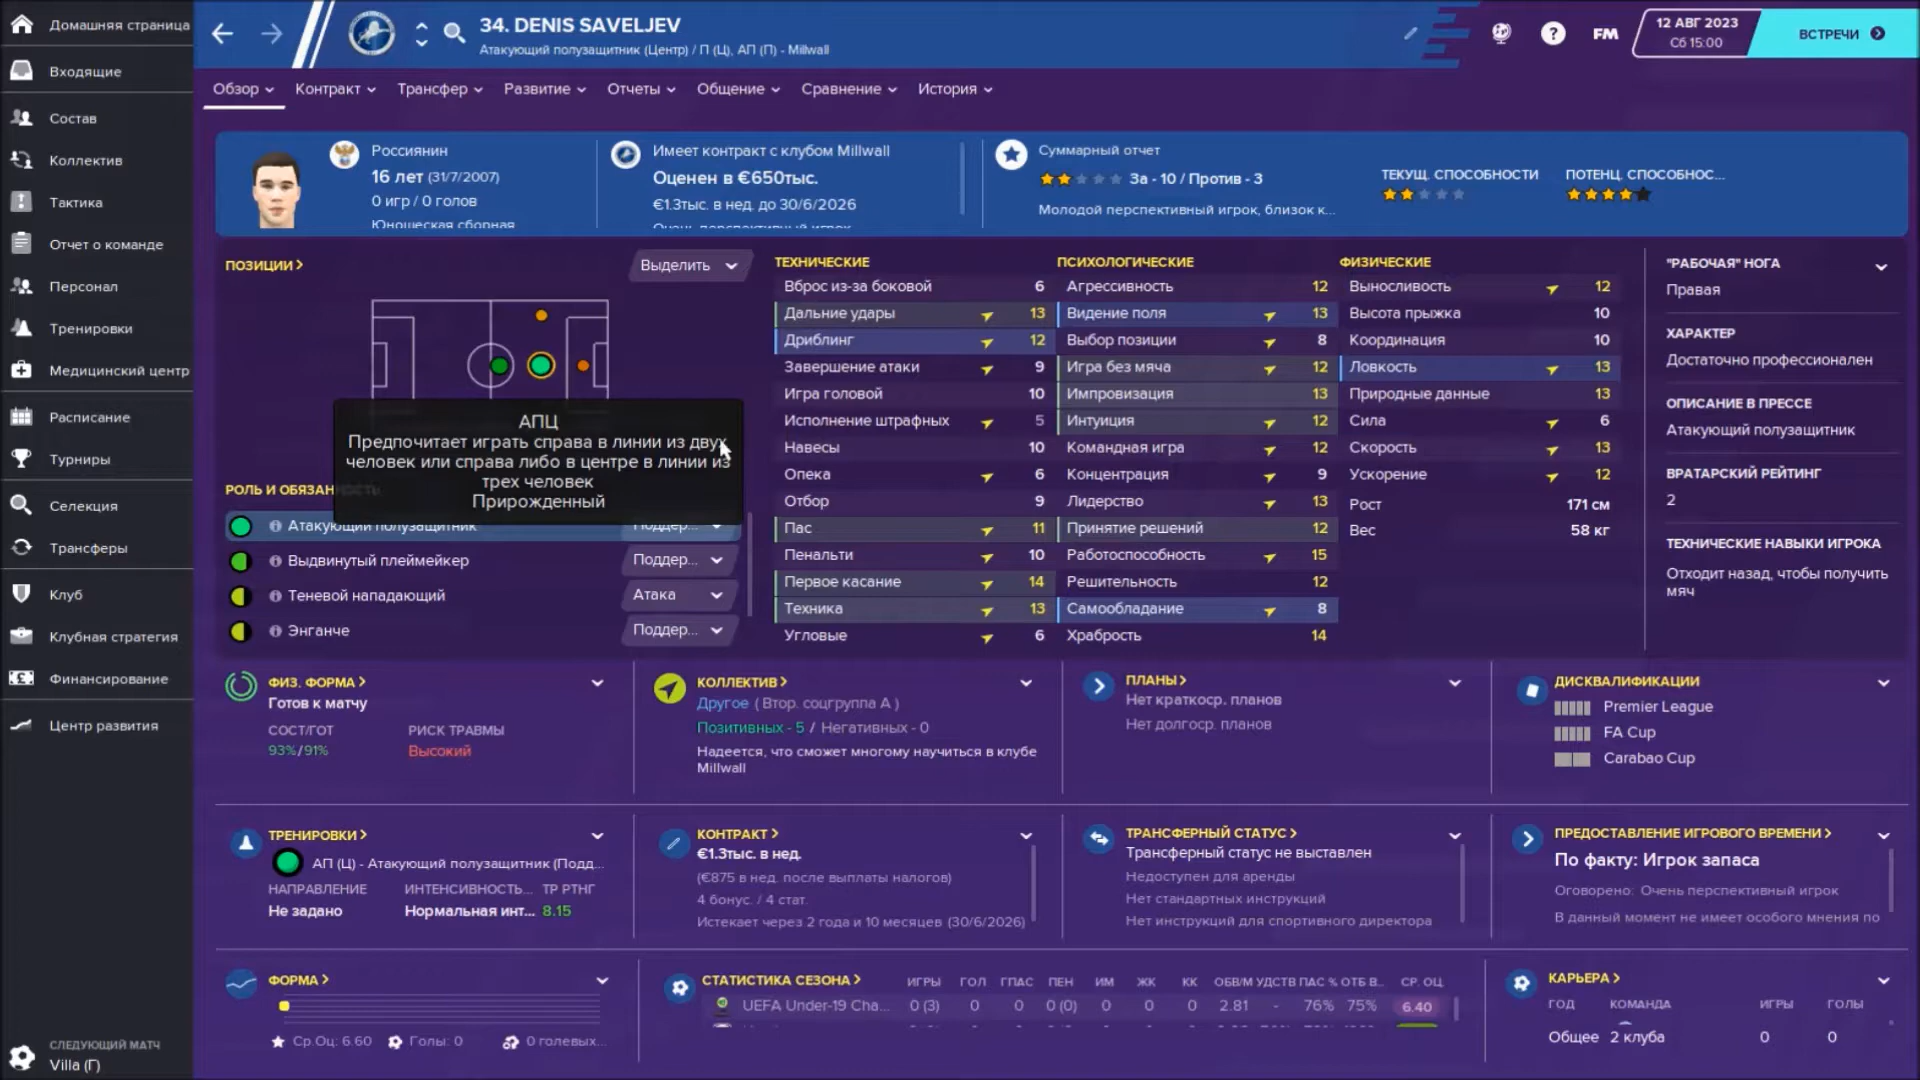 Домашняя страница
Входящие
Состав
Коллектив
Тактика
Отчет о команде
Персонал
Тренировки
Медицинский центр
Расписание
Турниры
Селекция
Трансферы
Клуб
Клубная стратегия
Финансирование
Центр развития
СЛЕДУЮЩИЙ МАТЧ
Villa (Г)
34. DENIS SAVELJEV
Атакующий полузащитник (Центр) / П (Ц), АП (П) - Millwall
?
FM
12 АВГ 2023
Сб 15:00
ВСТРЕЧИ
Обзор Контракт Трансфер Развитие Отчеты Общение Сравнение История
Россиянин
16 лет (31/7/2007)
0 игр / 0 голов
Юношеская сборная
Имеет контракт с клубом Millwall
Оценен в €650тыс.
€1.3тыс. в нед. до 30/6/2026
Очень перспективный игрок
Суммарный отчет
За - 10 / Против - 3
Молодой перспективный игрок, близок к...
ТЕКУЩ. СПОСОБНОСТИ
ПОТЕНЦ. СПОСОБНОС...
ПОЗИЦИИ >
Выделить
АПЦ
Предпочитает играть справа в линии из двух
человек или справа либо в центре в линии из
трех человек
Прирожденный
РОЛЬ И ОБЯЗАННОСТЬ
Атакующий полузащитник Поддер...
Выдвинутый плеймейкер Поддер...
Теневой нападающий Атака
Энганче Поддер...
ТЕХНИЧЕСКИЕ
Вброс из-за боковой 6
Дальние удары 13
Дриблинг 12
Завершение атаки 9
Игра головой 10
Исполнение штрафных 5
Навесы 10
Опека 6
Отбор 9
Пас 11
Пенальти 10
Первое касание 14
Техника 13
Угловые 6
ПСИХОЛОГИЧЕСКИЕ
Агрессивность 12
Видение поля 13
Выбор позиции 8
Игра без мяча 12
Импровизация 13
Интуиция 12
Командная игра 12
Концентрация 9
Лидерство 13
Принятие решений 12
Работоспособность 15
Решительность 12
Самообладание 8
Храбрость 14
ФИЗИЧЕСКИЕ
Выносливость 12
Высота прыжка 10
Координация 10
Ловкость 13
Природные данные 13
Сила 6
Скорость 13
Ускорение 12
Рост 171 см
Вес 58 кг
"РАБОЧАЯ" НОГА
Правая
ХАРАКТЕР
Достаточно профессионален
ОПИСАНИЕ В ПРЕССЕ
Атакующий полузащитник
ВРАТАРСКИЙ РЕЙТИНГ
2
ТЕХНИЧЕСКИЕ НАВЫКИ ИГРОКА
Отходит назад, чтобы получить
мяч
ФИЗ. ФОРМА >
Готов к матчу
СОСТ/ГОТ РИСК ТРАВМЫ
93%/91% Высокий
КОЛЛЕКТИВ >
Другое ( Втор. соцгруппа А )
Позитивных - 5 / Негативных - 0
Надеется, что сможет многому научиться в клубе
Millwall
ПЛАНЫ >
Нет краткоср. планов
Нет долгоср. планов
ДИСКВАЛИФИКАЦИИ
Premier League
FA Cup
Carabao Cup
ТРЕНИРОВКИ >
АП (Ц) - Атакующий полузащитник (Подд...
НАПРАВЛЕНИЕ ИНТЕНСИВНОСТЬ... ТР РТНГ
Не задано Нормальная инт... 8.15
КОНТРАКТ >
€1.3тыс. в нед.
(€875 в нед. после выплаты налогов)
4 бонус. / 4 стат.
Истекает через 2 года и 10 месяцев (30/6/2026)
ТРАНСФЕРНЫЙ СТАТУС >
Трансферный статус не выставлен
Недоступен для аренды
Нет стандартных инструкций
Нет инструкций для спортивного директора
ПРЕДОСТАВЛЕНИЕ ИГРОВОГО ВРЕМЕНИ >
По факту: Игрок запаса
Оговорено: Очень перспективный игрок
В данный момент не имеет особого мнения по
ФОРМА >
Ср.Оц: 6.60 Голы: 0 0 голевых...
СТАТИСТИКА СЕЗОНА > ИГРЫ ГОЛ ГПАС ПЕН ИМ ЖК КК ОБВ/М УДСТВ ПАС % ОТБ В... СР. ОЦ
UEFA Under-19 Cha... 0 (3) 0 0 0 (0) 0 0 0 2.81 - 76% 75% 6.40
КАРЬЕРА >
ГОД КОМАНДА ИГРЫ ГОЛЫ
Общее 2 клуба 0 0